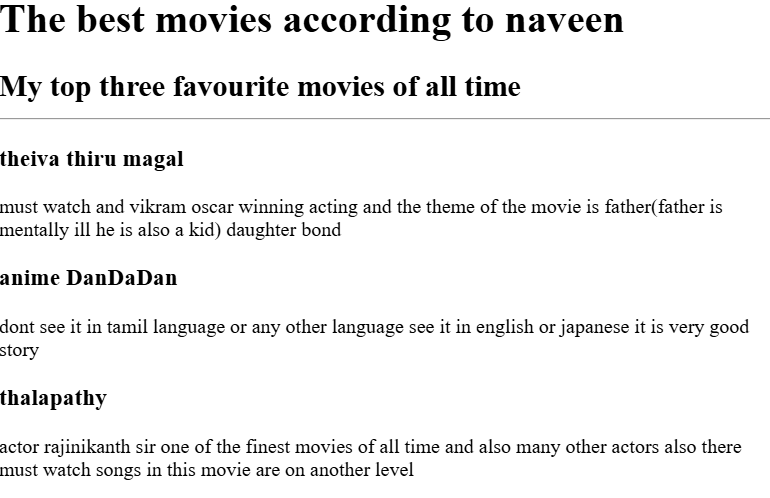 The best movies according to naveen
My top three favourite movies of all time
theiva thiru magal
must watch and vikram oscar winning acting and the theme of the movie is father(father is
mentally ill he is also a kid) daughter bond
anime DanDaDan
dont see it in tamil language or any other language see it in english or japanese it is very good
story
thalapathy
actor rajinikanth sir one of the finest movies of all time and also many other actors also there
must watch songs in this movie are on another level